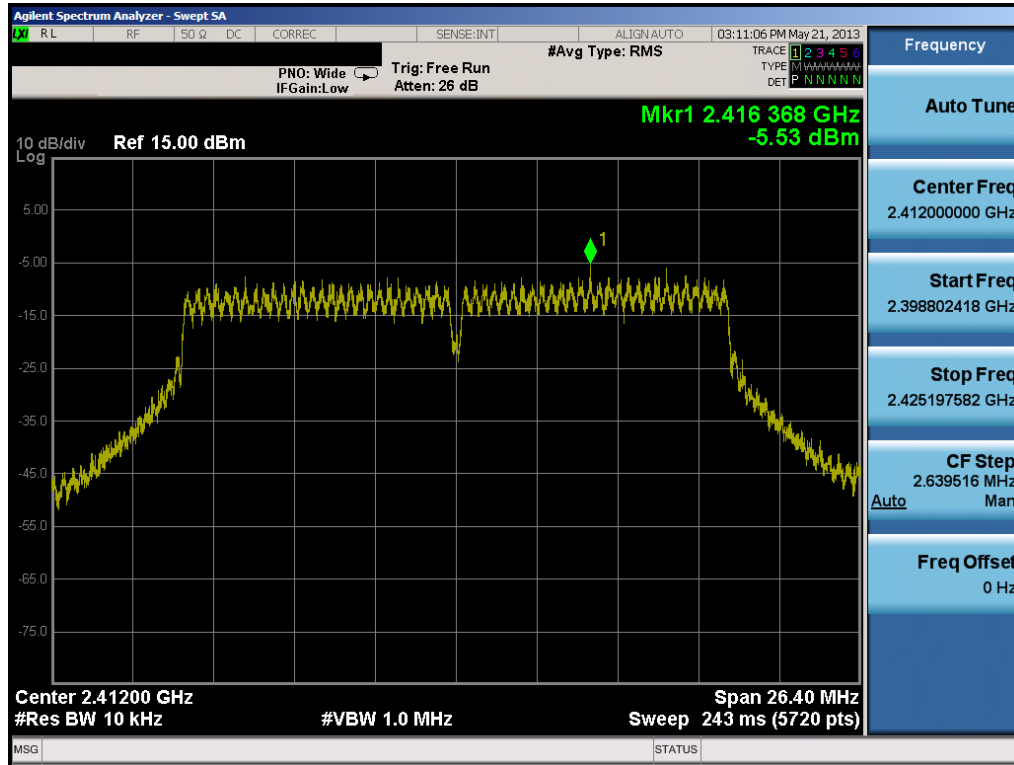 Agilent Spectrum Analyzer - Swept SA
LXI RL RF 50 Ω DC CORREC SENSE:INT ALIGN AUTO 03:11:06 PM May 21, 2013
#Avg Type: RMS
TRACE 1 2 3 4 5 6
PNO: Wide Trig: Free Run
TYPE M WWWWW
IFGain:Low Atten: 26 dB
DET P N N N N N
Mkr1 2.416 368 GHz
-5.53 dBm
10 dB/div Ref 15.00 dBm
Log
5.00
1
-5.00
-15.0
-25.0
-35.0
-45.0
-55.0
-65.0
-75.0
Center 2.41200 GHz Span 26.40 MHz
#Res BW 10 kHz #VBW 1.0 MHz Sweep 243 ms (5720 pts)
MSG STATUS
Frequency
Auto Tune
Center Freq
2.412000000 GHz
Start Freq
2.398802418 GHz
Stop Freq
2.425197582 GHz
CF Step
2.639516 MHz
Auto Man
Freq Offset
0 Hz